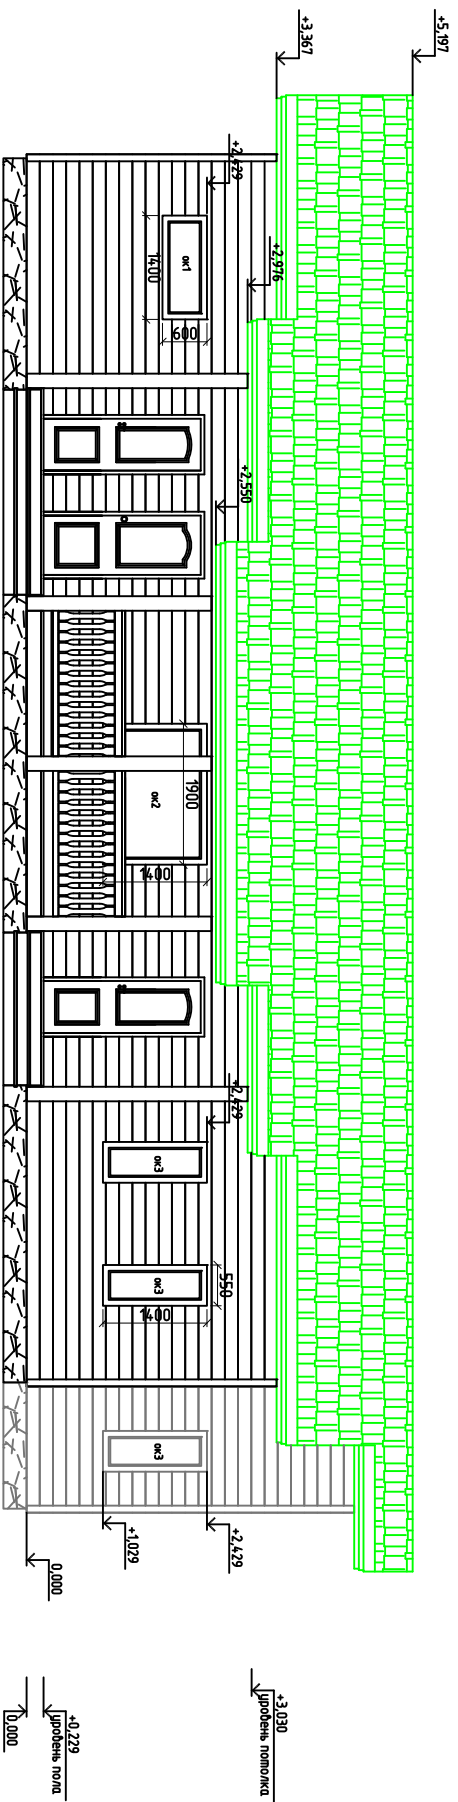 +5,197
+3,367
+2,429
ок1
1400
600
+2,976
+2,550
1900
ок2
1400
+2,429
ок3
ок3
550
1400
ок3
+2,429
+1,029
0,000
+3,030
уровень потолка
+0,229
уровень пола
0,000